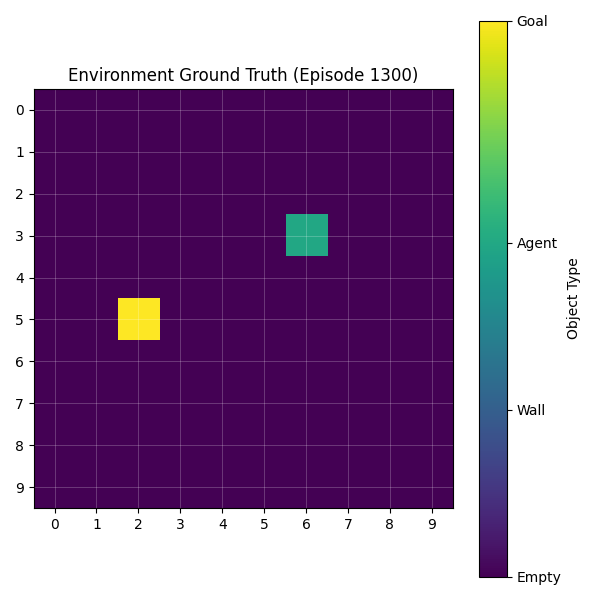 Environment Ground Truth (Episode 1300)
0
1
2
3
4
5
6
7
8
9
0 1 2 3 4 5 6 7 8 9
Goal
Agent
Wall
Empty
Object Type